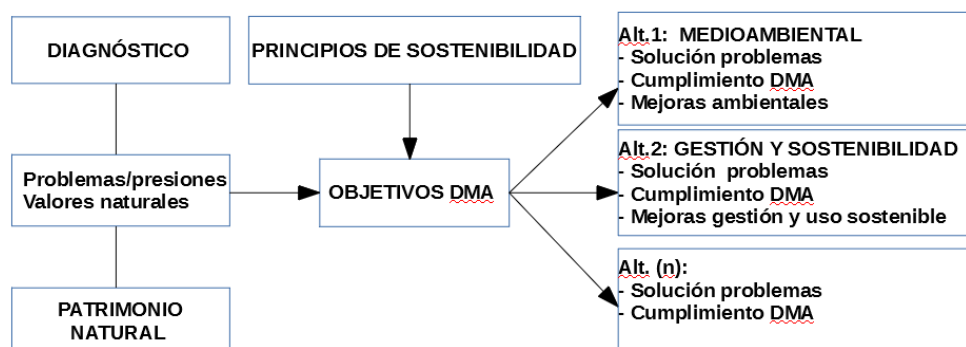 DIAGNÓSTICO
PRINCIPIOS DE SOSTENIBILIDAD
Problemas/presiones
Valores naturales
OBJETIVOS DMA
PATRIMONIO
NATURAL
Alt.1: MEDIOAMBIENTAL
- Solución problemas
- Cumplimiento DMA
- Mejoras ambientales
Alt.2: GESTIÓN Y SOSTENIBILIDAD
- Solución problemas
- Cumplimiento DMA
- Mejoras gestión y uso sostenible
Alt. (n):
- Solución problemas
- Cumplimiento DMA